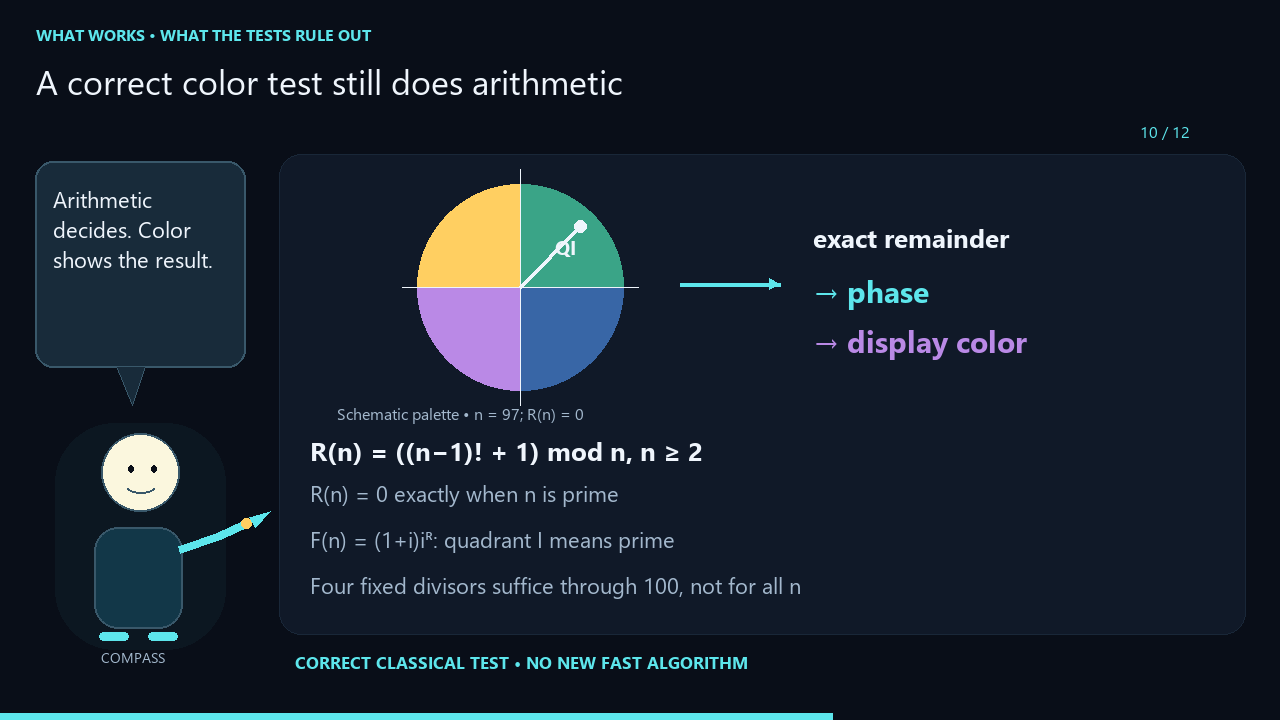 WHAT WORKS • WHAT THE TESTS RULE OUT
A correct color test still does arithmetic
10 / 12
Arithmetic
decides. Color
shows the result.
QI
exact remainder
→ phase
→ display color
Schematic palette • n = 97; R(n) = 0
R(n) = ((n−1)! + 1) mod n, n ≥ 2
R(n) = 0 exactly when n is prime
F(n) = (1+i)iᴿ: quadrant I means prime
Four fixed divisors suffice through 100, not for all n
COMPASS
CORRECT CLASSICAL TEST • NO NEW FAST ALGORITHM